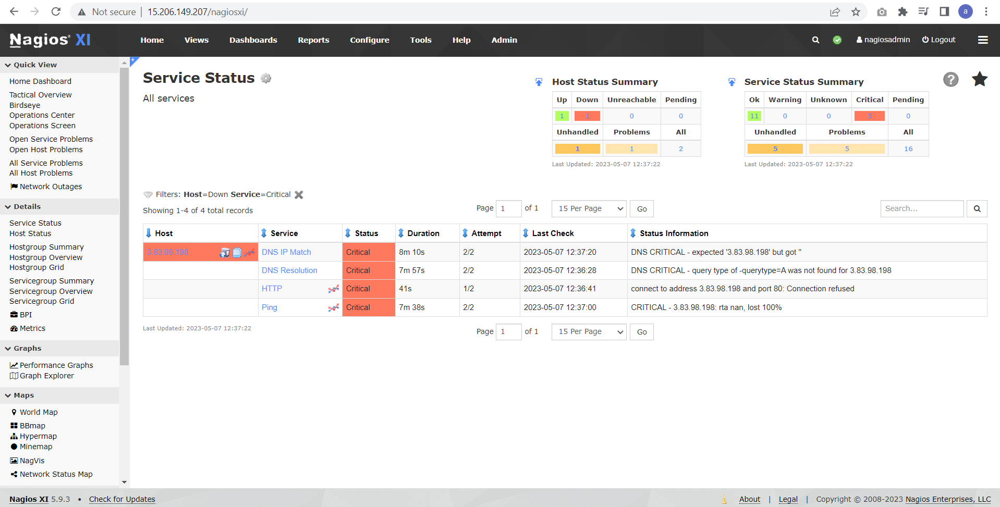 Not secure | 15.206.149.207/nagiosxi/
a
Nagios® XI
Home Views Dashboards Reports Configure Tools Help Admin
nagiosadmin Logout
Quick View
Home Dashboard
Tactical Overview
Birdseye
Operations Center
Operations Screen
Open Service Problems
Open Host Problems
All Service Problems
All Host Problems
Network Outages
Details
Service Status
Host Status
Hostgroup Summary
Hostgroup Overview
Hostgroup Grid
Servicegroup Summary
Servicegroup Overview
Servicegroup Grid
BPI
Metrics
Graphs
Performance Graphs
Graph Explorer
Maps
World Map
BBmap
Hypermap
Minemap
NagVis
Network Status Map
Service Status
All services
Host Status Summary
Up Down Unreachable Pending
1 1 0 0
Unhandled Problems All
1 1 2
Last Updated: 2023-05-07 12:37:22
Service Status Summary
Ok Warning Unknown Critical Pending
11 0 0 5 0
Unhandled Problems All
5 5 16
Last Updated: 2023-05-07 12:37:22
?
Filters: Host=Down Service=Critical
Showing 1-4 of 4 total records
Page 1 of 1 15 Per Page Go
Search...
Host Service Status Duration Attempt Last Check Status Information
3.83.98.198 DNS IP Match Critical 8m 10s 2/2 2023-05-07 12:37:20 DNS CRITICAL - expected '3.83.98.198' but got ''
DNS Resolution Critical 7m 57s 2/2 2023-05-07 12:36:28 DNS CRITICAL - query type of -querytype=A was not found for 3.83.98.198
HTTP Critical 41s 1/2 2023-05-07 12:36:41 connect to address 3.83.98.198 and port 80: Connection refused
Ping Critical 7m 38s 2/2 2023-05-07 12:37:00 CRITICAL - 3.83.98.198: rta nan, lost 100%
Last Updated: 2023-05-07 12:37:22
Page 1 of 1 15 Per Page Go
Nagios XI 5.9.3 • Check for Updates
About | Legal | Copyright © 2008-2023 Nagios Enterprises, LLC